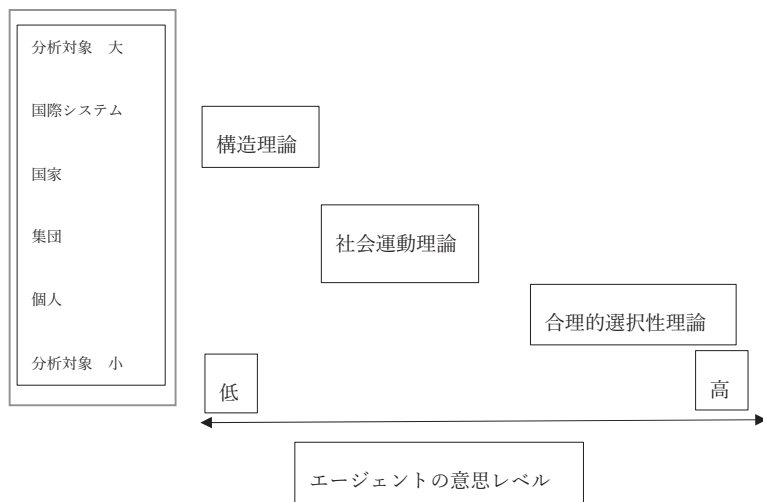 分析対象　大
国際システム
構造理論
国家
集団
社会運動理論
個人
合理的選択性理論
分析対象　小
低
高
エージェントの意思レベル